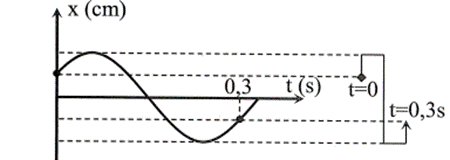 x (cm)
0,3
t (s)
t=0
t=0,3s